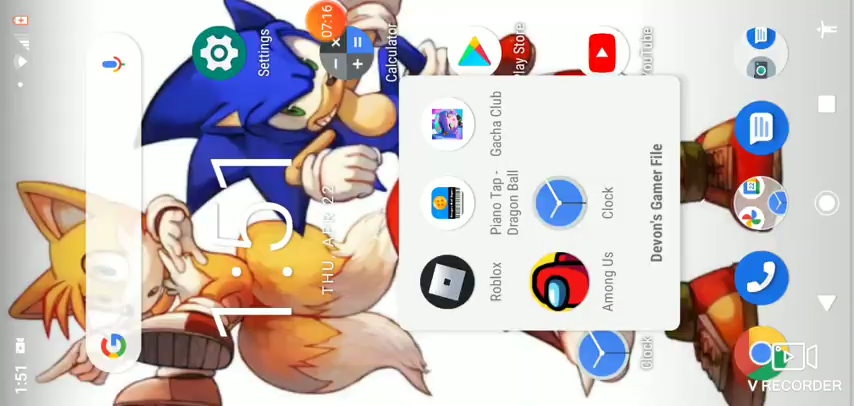 1:51
07:16
1:51
THU, APR 22
Settings
Calculator
Play Store
YouTube
Roblox
Piano Tap -
Dragon Ball
Gacha Club
Among Us
Clock
Devon's Gamer File
Clock
V RECORDER